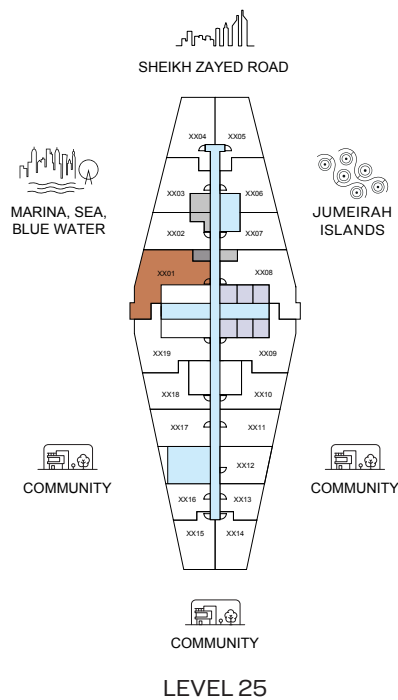 SHEIKH ZAYED ROAD
MARINA, SEA,
BLUE WATER
JUMEIRAH
ISLANDS
XX04
XX05
XX03
XX06
XX02
XX07
XX01
XX08
XX19
XX09
XX18
XX10
XX17
XX11
XX12
XX16
XX13
XX15
XX14
COMMUNITY
COMMUNITY
COMMUNITY
LEVEL 25